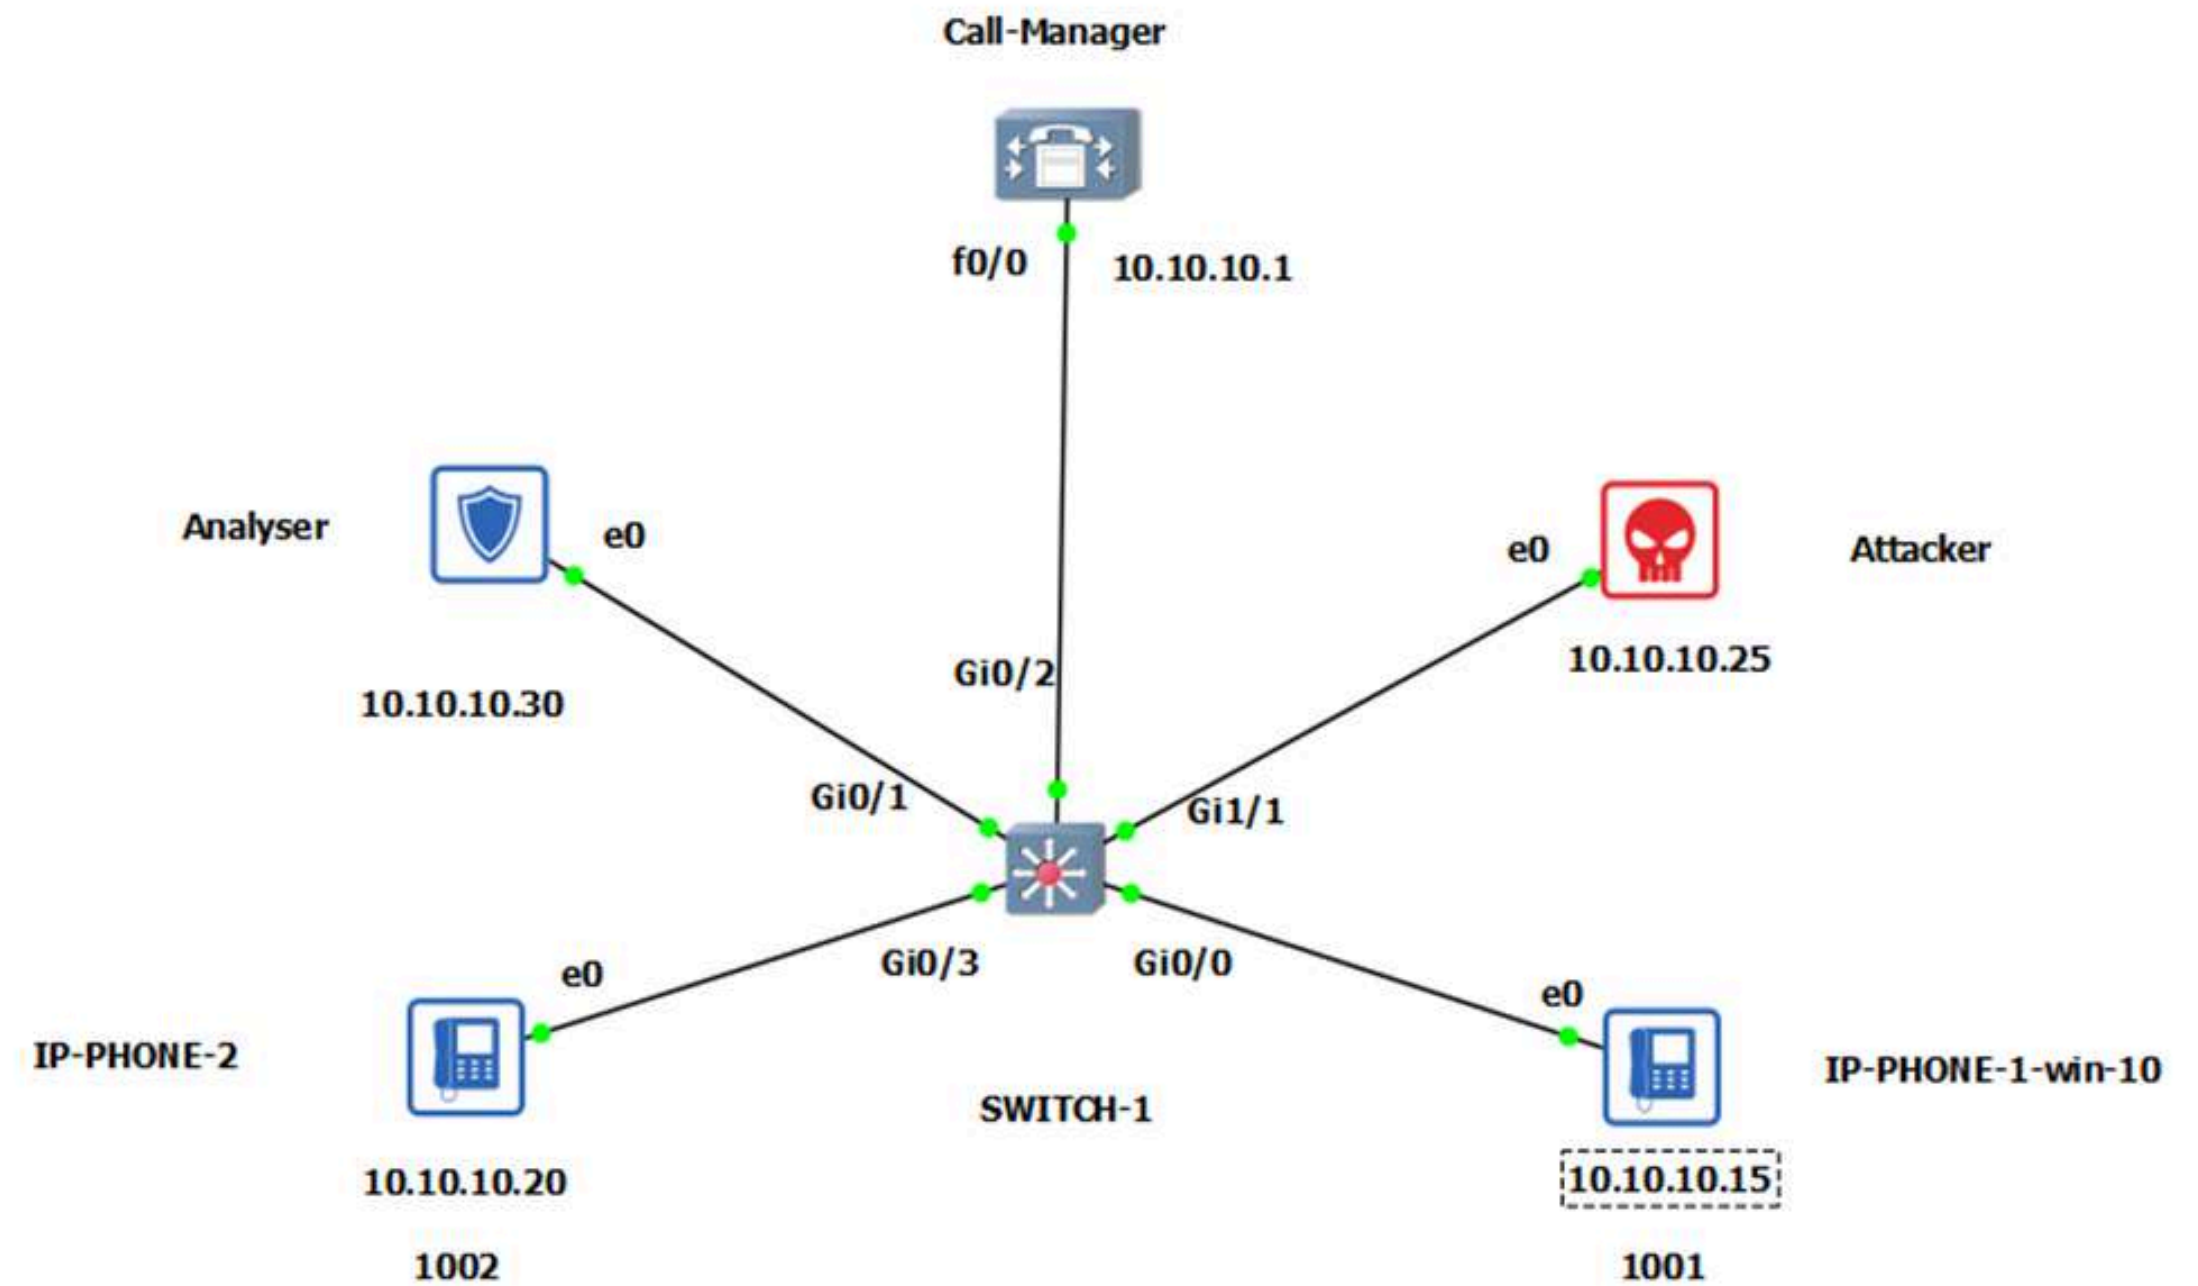 Call-Manager
f0/0
10.10.10.1
Analyser
e0
e0
Attacker
10.10.10.30
Gi0/2
10.10.10.25
Gi0/1
Gi1/1
Gi0/3
Gi0/0
e0
e0
IP-PHONE-2
SWITCH-1
IP-PHONE-1-win-10
10.10.10.20
10.10.10.15
1002
1001